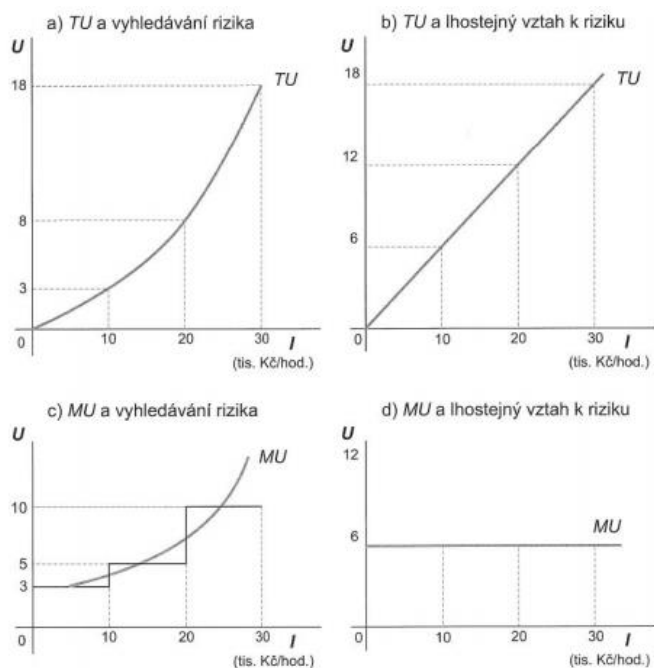 a) TU a vyhledávání rizika
U
18
TU
8
3
0
10
20
30
I
(tis. Kč/hod.)
b) TU a lhostejný vztah k riziku
U
18
TU
12
6
0
10
20
30
I
(tis. Kč/hod.)
c) MU a vyhledávání rizika
U
MU
10
5
3
0
10
20
30
I
(tis. Kč/hod.)
d) MU a lhostejný vztah k riziku
U
12
MU
6
0
10
20
30
I
(tis. Kč/hod.)